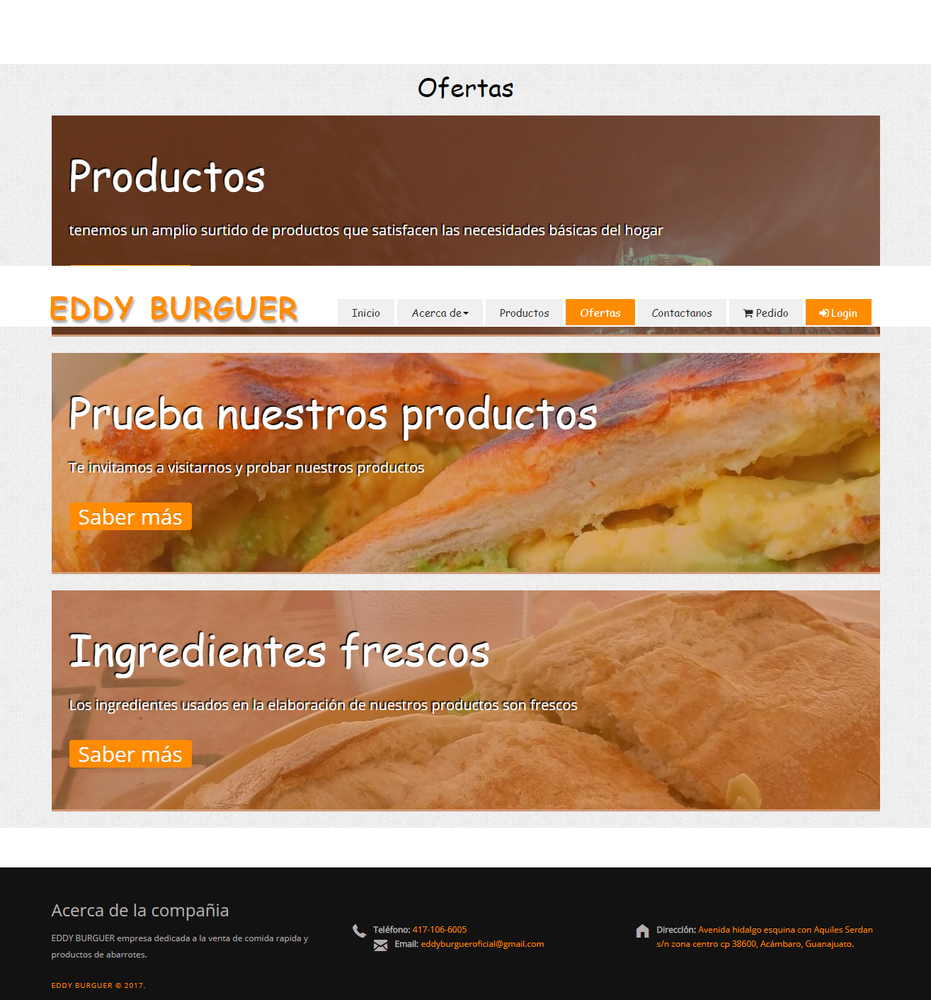 Ofertas
Productos
tenemos un amplio surtido de productos que satisfacen las necesidades básicas del hogar
EDDY BURGUER
Inicio
Acerca de
Productos
Ofertas
Contactanos
Pedido
Login
Prueba nuestros productos
Te invitamos a visitarnos y probar nuestros productos
Saber más
Ingredientes frescos
Los ingredientes usados en la elaboración de nuestros productos son frescos
Saber más
Acerca de la compañia
EDDY BURGUER empresa dedicada a la venta de comida rapida y
productos de abarrotes.
EDDY BURGUER © 2017.
Teléfono: 417-106-6005
Email: eddyburgueroficial@gmail.com
Dirección: Avenida hidalgo esquina con Aquiles Serdan
s/n zona centro cp 38600, Acámbaro, Guanajuato.